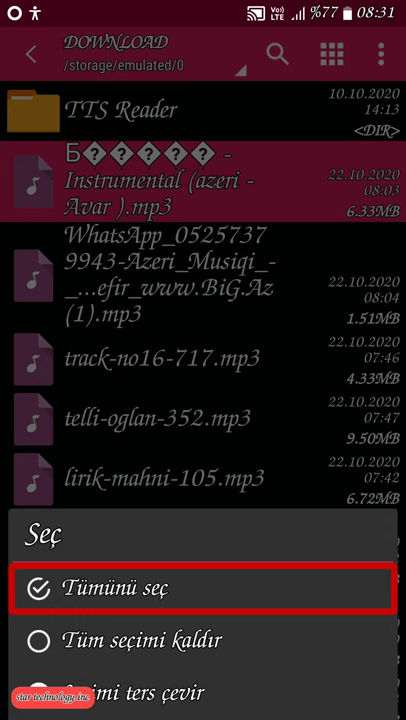 %77 08:31
DOWNLOAD
/storage/emulated/0
TTS Reader
10.10.2020
14:13
<DIR>
Б����� -
Instrumental (azeri -
Avar ).mp3
22.10.2020
08:03
6.33MB
WhatsApp_0525737
9943-Azeri_Musiqi_-
_...efir_www.BiG.Az
(1).mp3
22.10.2020
08:04
1.51MB
track-no16-717.mp3
22.10.2020
07:46
4.33MB
telli-oglan-352.mp3
22.10.2020
07:47
9.50MB
lirik-mahni-105.mp3
22.10.2020
07:42
6.72MB
Seç
Tümünü seç
Tüm seçimi kaldır
ters çevir
star technology inc